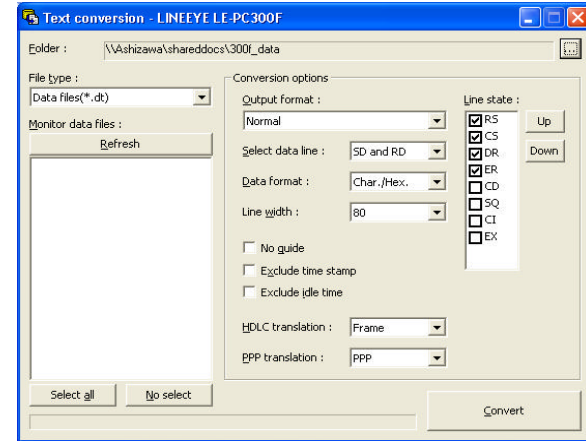 Text conversion - LINEEYE LE-PC300F
Folder : \\Ashizawa\shareddocs\300f_data ...
File type :
Data files(*.dt)
Monitor data files :
Refresh
Select all No select
Conversion options
Output format :
Normal
Select data line : SD and RD
Data format : Char./Hex.
Line width : 80
No guide
Exclude time stamp
Exclude idle time
HDLC translation : Frame
PPP translation : PPP
Line state :
RS
CS
DR
ER
CD
SQ
CI
EX
Up
Down
Convert